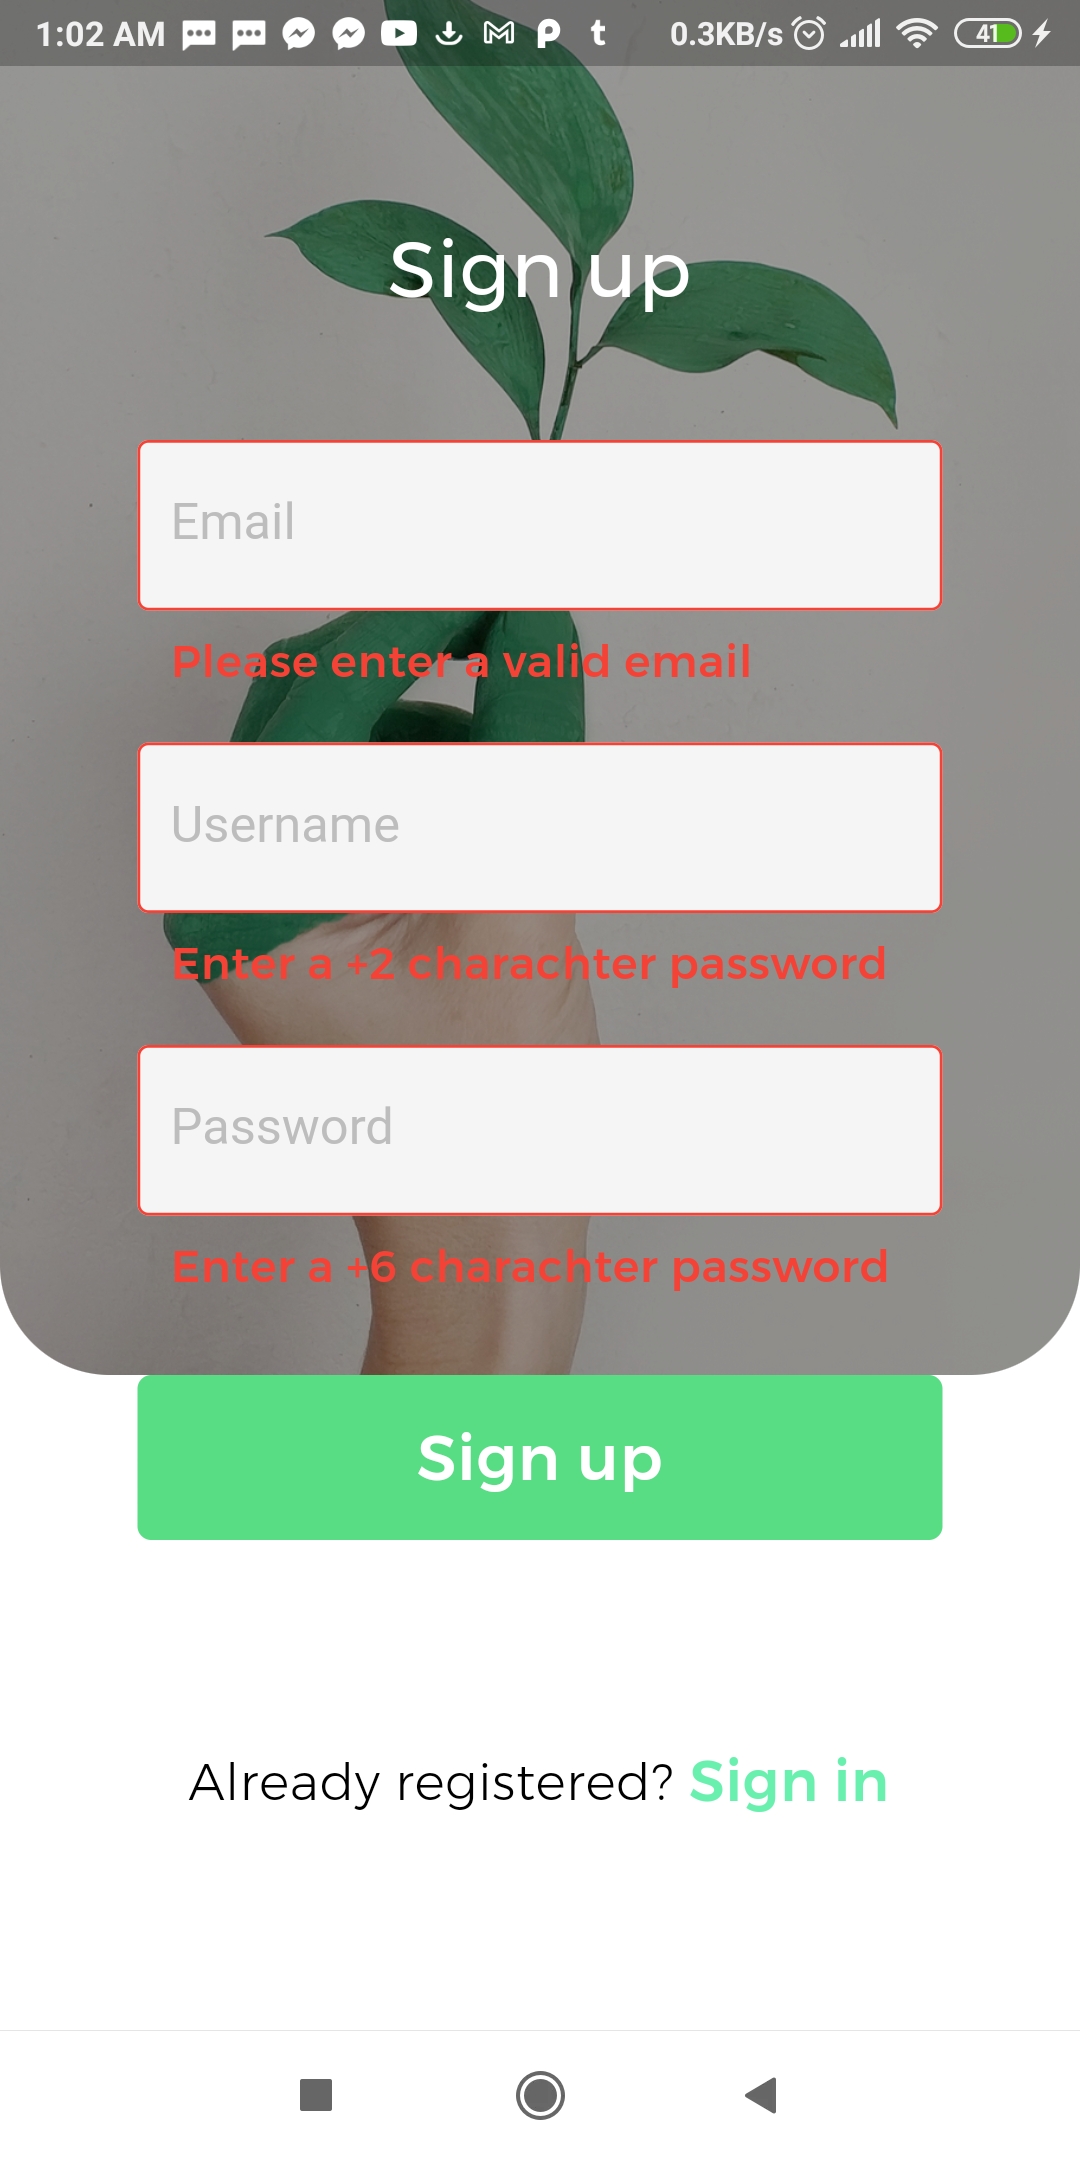 1:02 AM 0.3KB/s 41
Sign up
Email
Please enter a valid email
Username
Enter a +2 charachter password
Password
Enter a +6 charachter password
Sign up
Already registered? Sign in